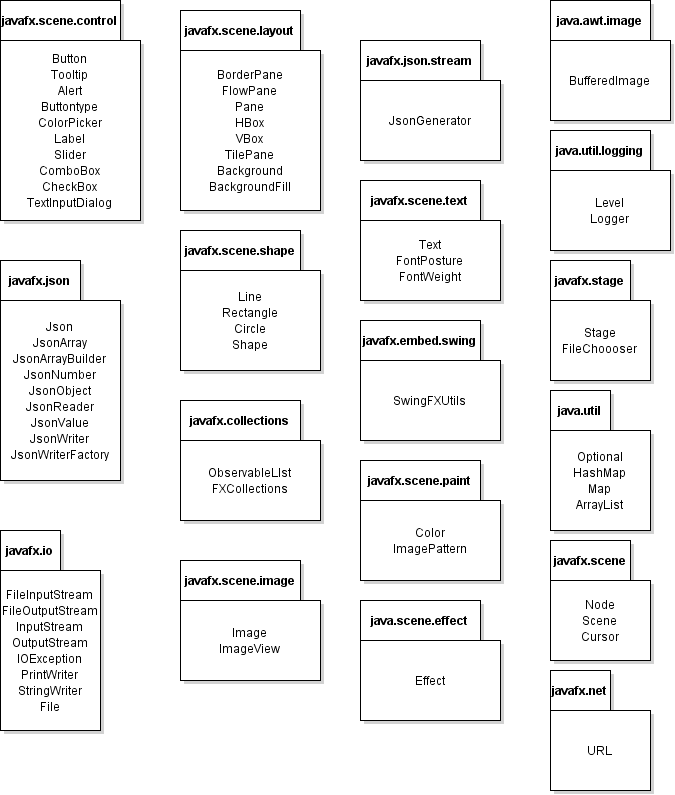 javafx.scene.control
Button
Tooltip
Alert
Buttontype
ColorPicker
Label
Slider
ComboBox
CheckBox
TextInputDialog
javafx.json
Json
JsonArray
JsonArrayBuilder
JsonNumber
JsonObject
JsonReader
JsonValue
JsonWriter
JsonWriterFactory
javafx.io
FileInputStream
FileOutputStream
InputStream
OutputStream
IOException
PrintWriter
StringWriter
File
javafx.scene.layout
BorderPane
FlowPane
Pane
HBox
VBox
TilePane
Background
BackgroundFill
javafx.scene.shape
Line
Rectangle
Circle
Shape
javafx.collections
ObservableLIst
FXCollections
javafx.scene.image
Image
ImageView
javafx.json.stream
JsonGenerator
javafx.scene.text
Text
FontPosture
FontWeight
javafx.embed.swing
SwingFXUtils
javafx.scene.paint
Color
ImagePattern
java.scene.effect
Effect
java.awt.image
BufferedImage
java.util.logging
Level
Logger
javafx.stage
Stage
FileChoooser
java.util
Optional
HashMap
Map
ArrayList
javafx.scene
Node
Scene
Cursor
javafx.net
URL